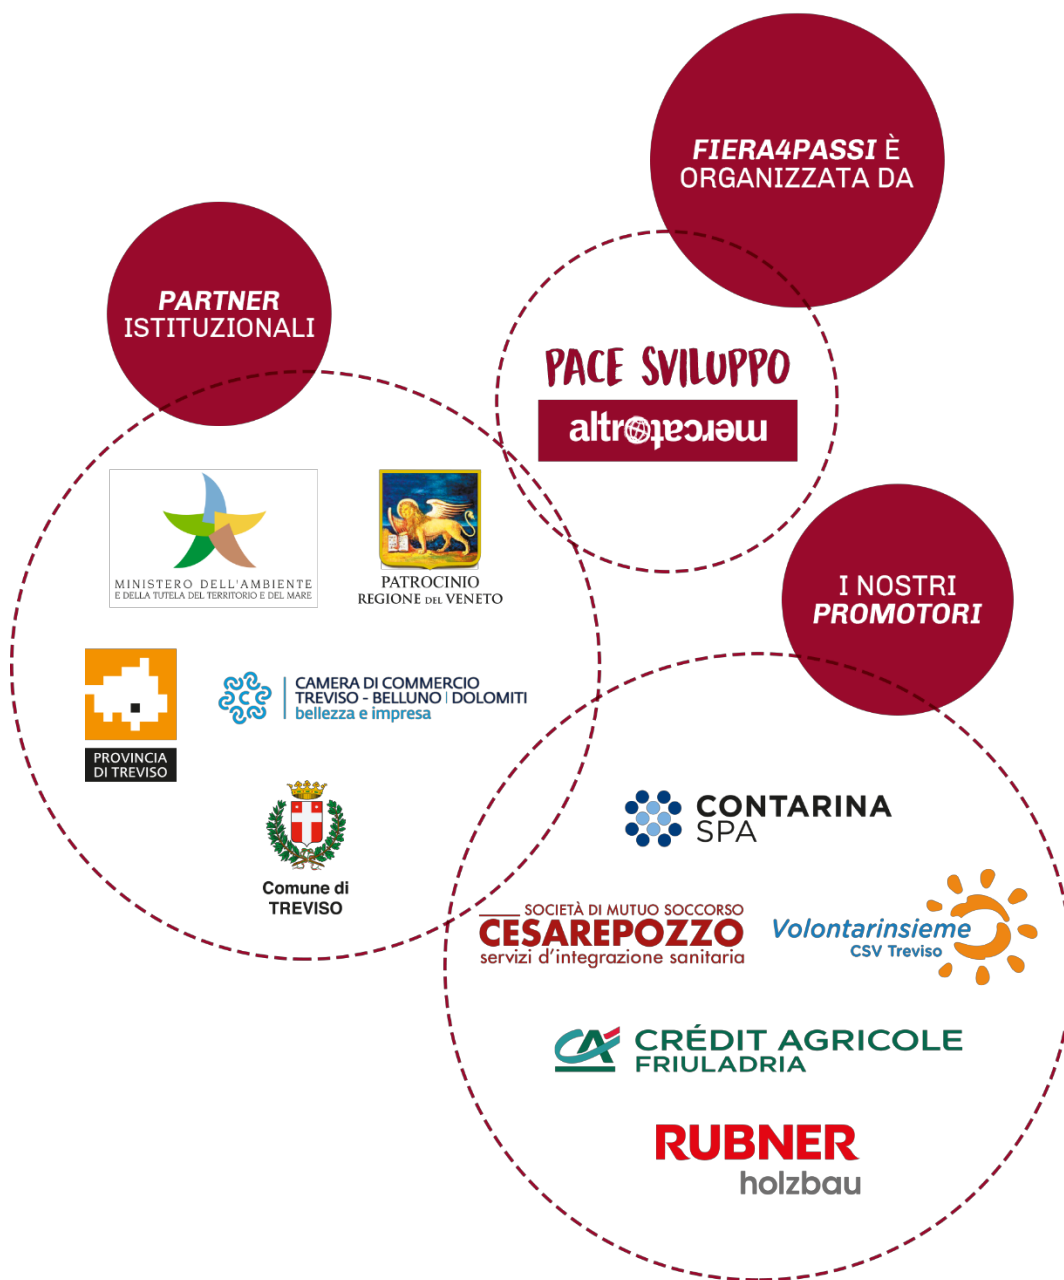 FIERA4PASSI È
ORGANIZZATA DA
PACE SVILUPPO
altromercato
PARTNER
ISTITUZIONALI
MINISTERO DELL'AMBIENTE
E DELLA TUTELA DEL TERRITORIO E DEL MARE
PATROCINIO
REGIONE DEL VENETO
PROVINCIA
DI TREVISO
C
CAMERA DI COMMERCIO
TREVISO - BELLUNO | DOLOMITI
bellezza e impresa
Comune di
TREVISO
I NOSTRI
PROMOTORI
CONTARINA
SPA
SOCIETÀ DI MUTUO SOCCORSO
CESAREPOZZO
servizi d'integrazione sanitaria
Volontarinsieme
CSV Treviso
CA CRÉDIT AGRICOLE
FRIULADRIA
RUBNER
holzbau